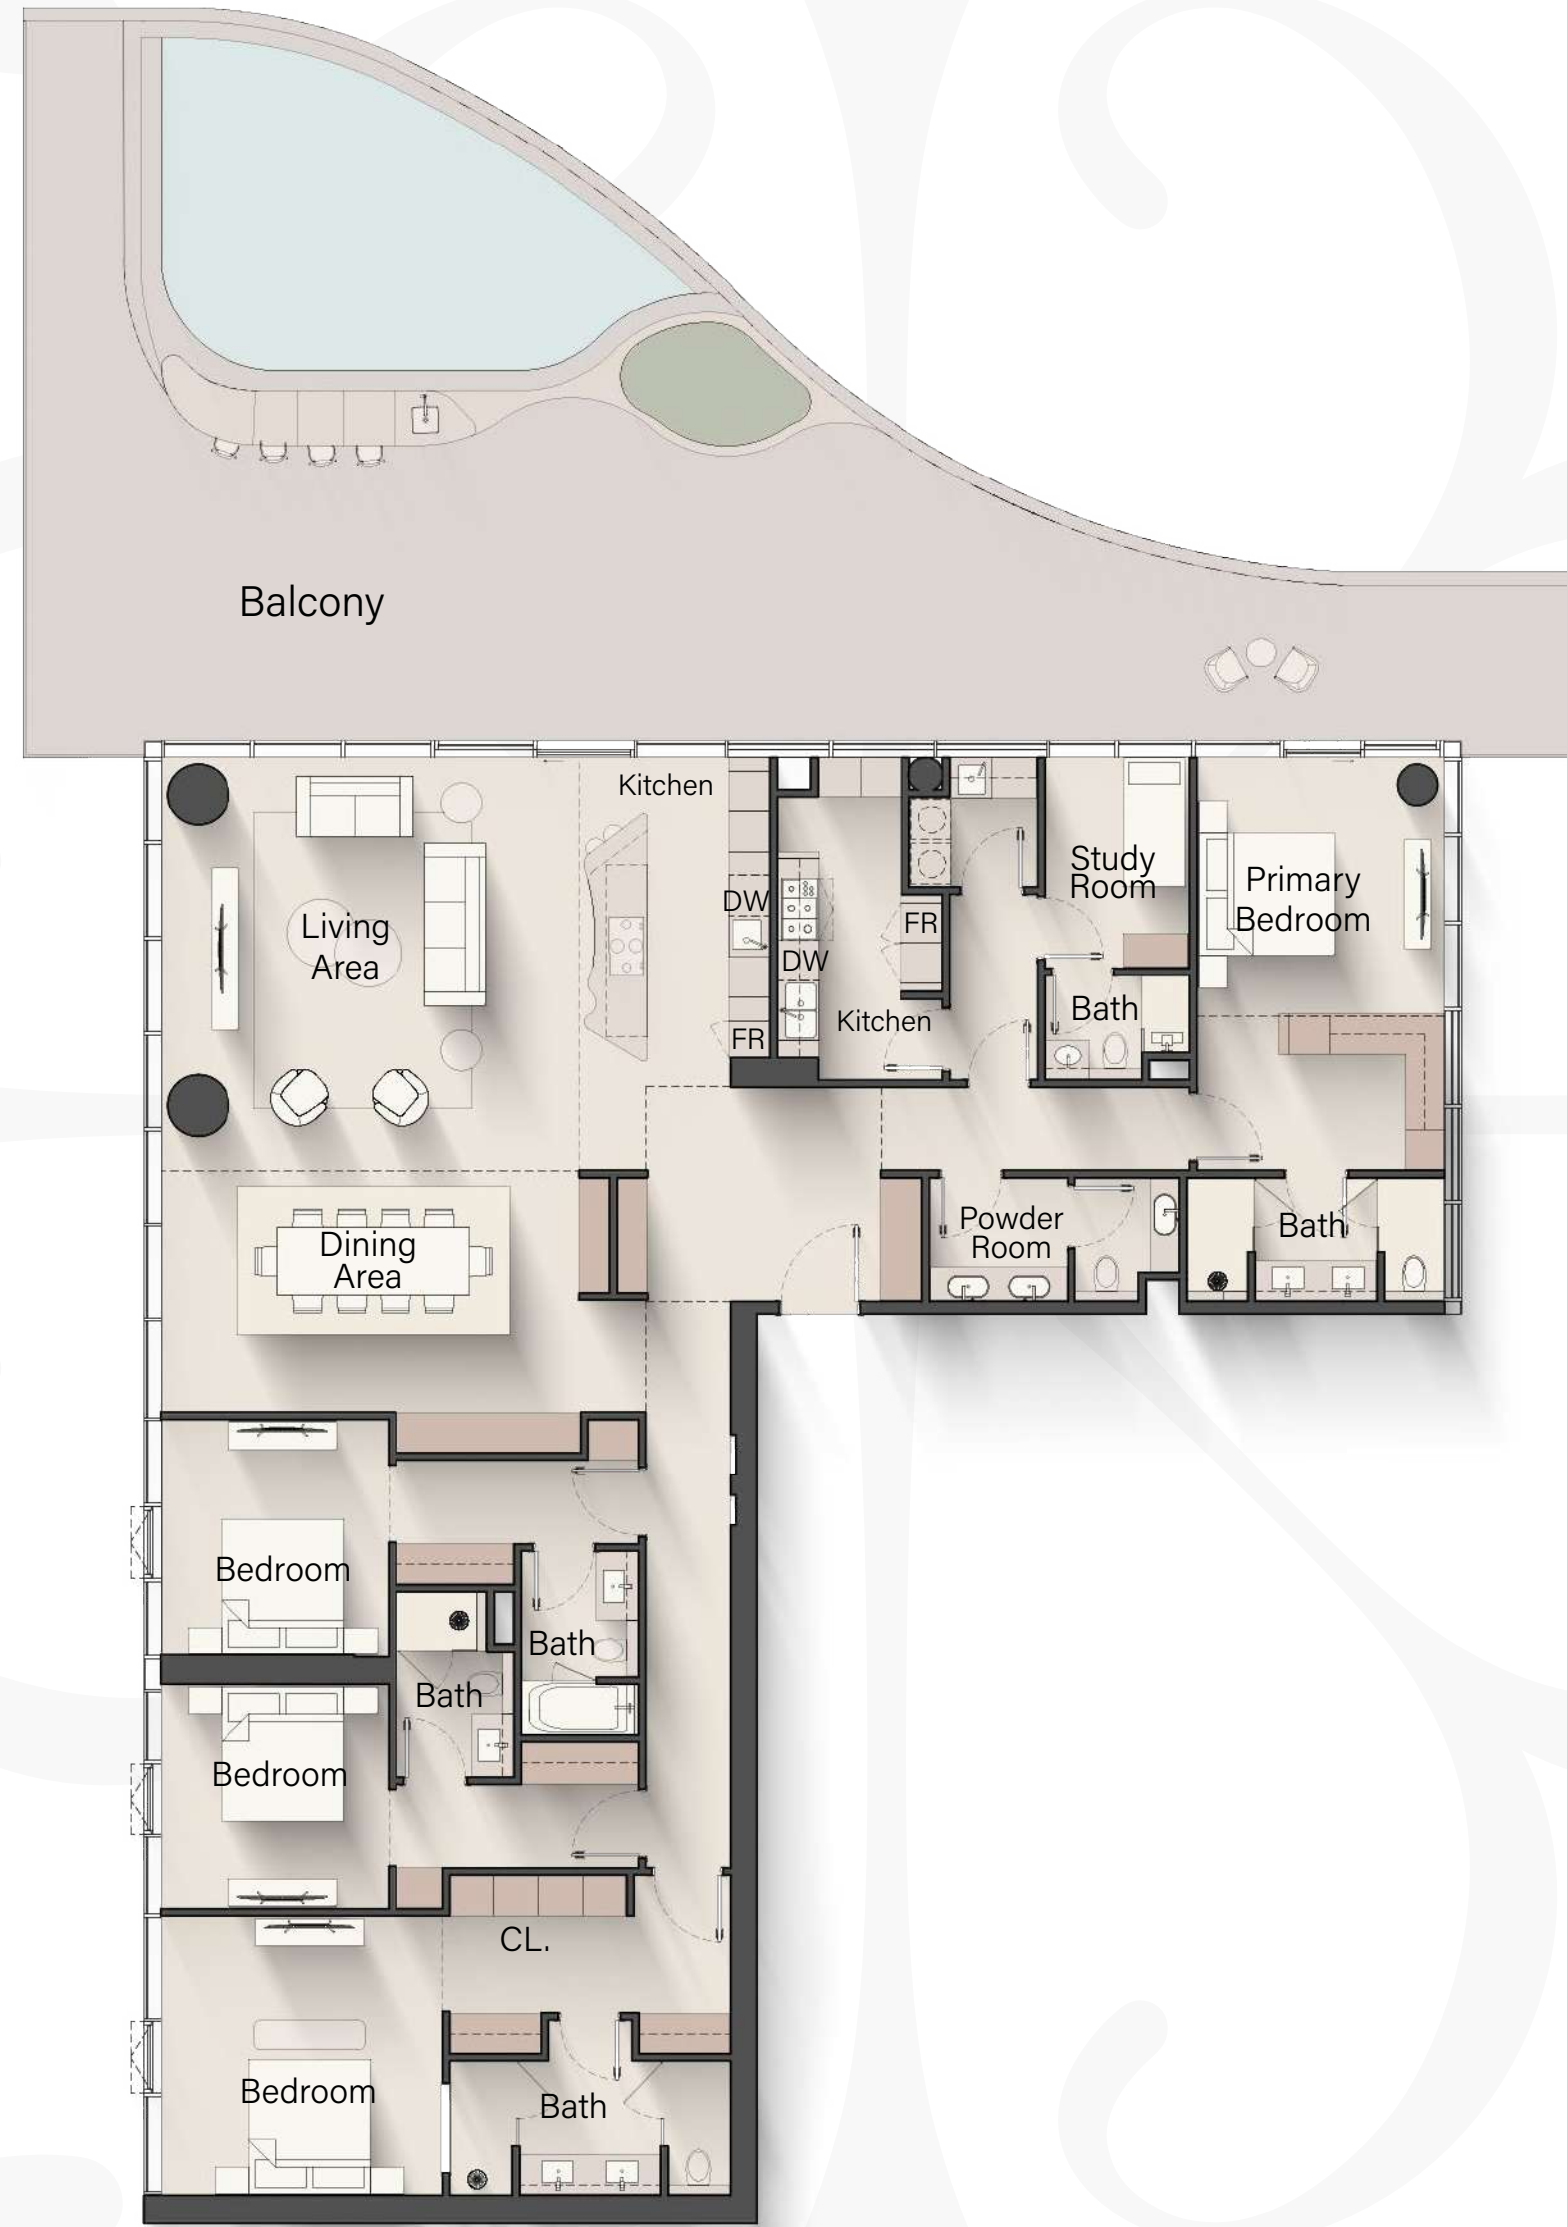 Balcony
Kitchen
Study
Room
Primary
Bedroom
DW
FR
Living
Area
DW
Bath
Kitchen
FR
Powder
Room
Bath
Dining
Area
Bedroom
Bath
Bath
Bedroom
CL.
Bedroom
Bath